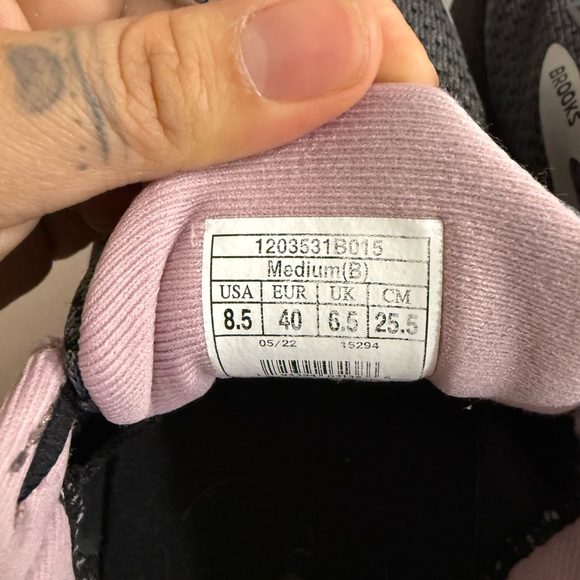 BROOKS
1203531B015
Medium(B)
USA EUR UK CM
8.5 40 6.5 25.5
05/22 15294